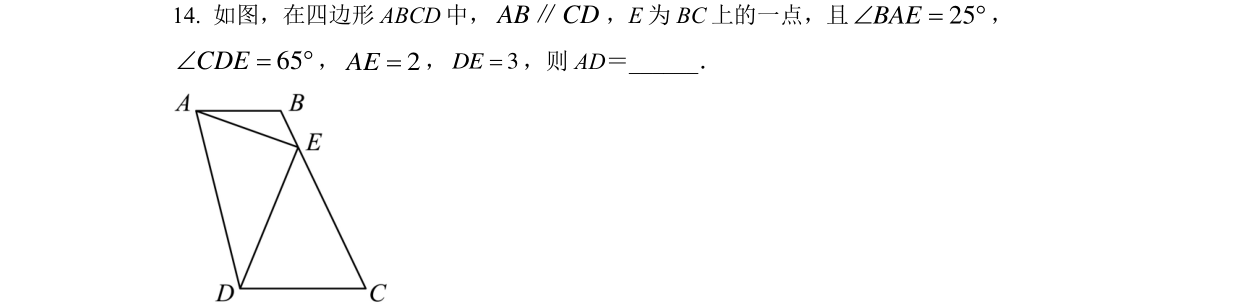 14. 如图，在四边形 ABCD 中， AB∥CD，E 为 BC 上的一点，且∠BAE=25°，
∠CDE=65°， AE=2， DE=3，则 AD=______．
A
B
E
D
C